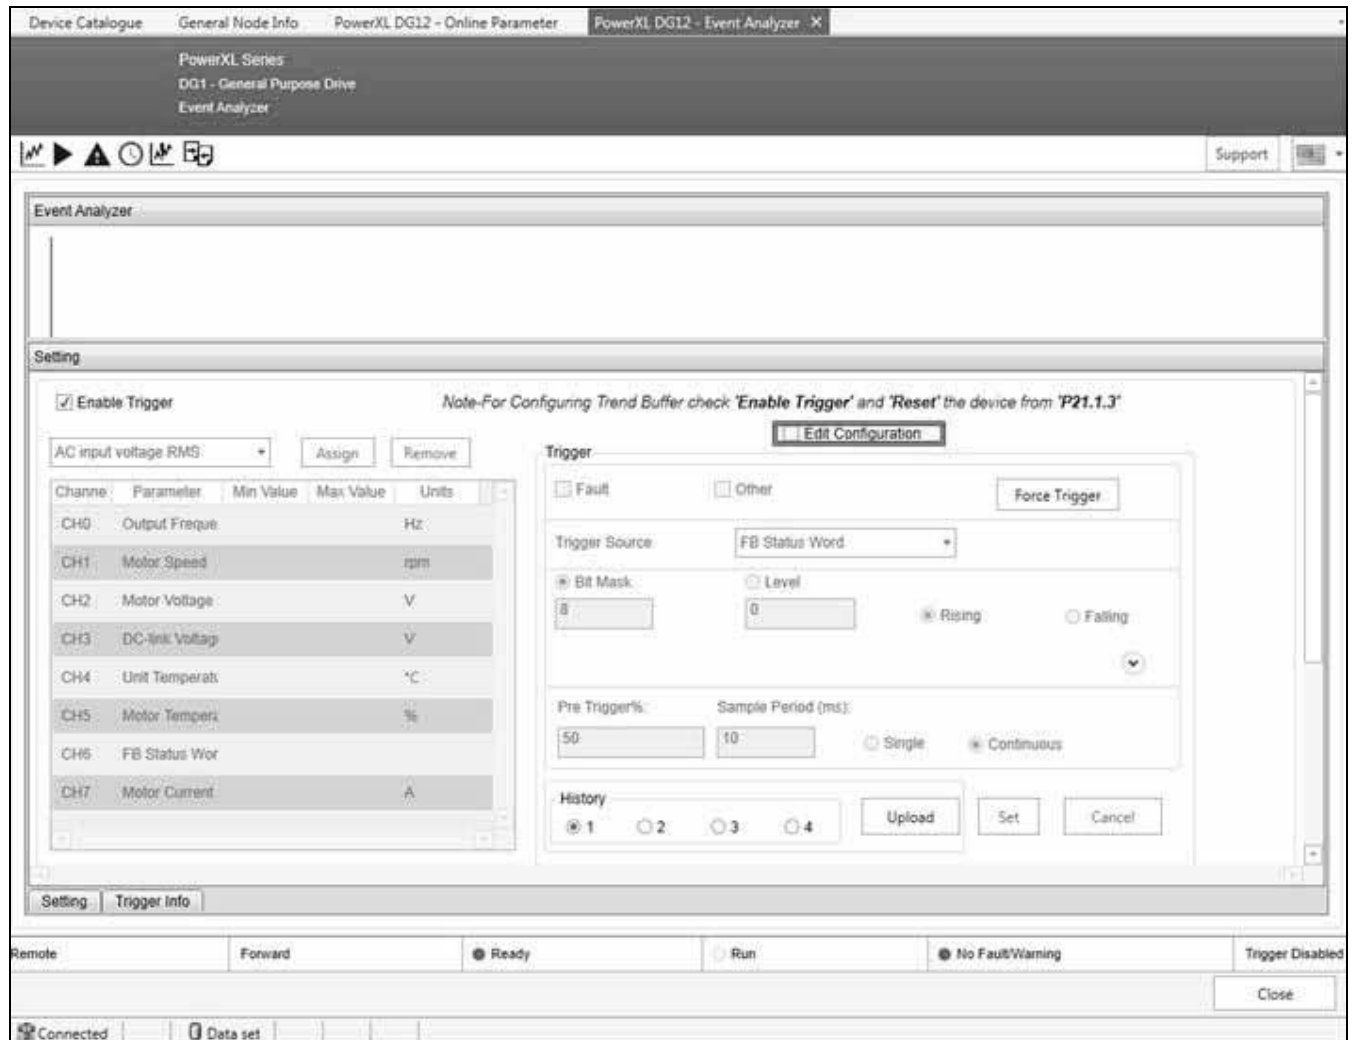 Device Catalogue General Node Info PowerXL DG12 - Online Parameter PowerXL DG12 - Event Analyzer X
PowerXL Series
DG1 - General Purpose Drive
Event Analyzer
Support
Event Analyzer
Setting
Enable Trigger
Note-For Configuring Trend Buffer check 'Enable Trigger' and 'Reset' the device from 'P21.1.3'
Edit Configuration
AC input voltage RMS Assign Remove
Channe Parameter Min Value Max Value Units
CH0 Output Freque Hz
CH1 Motor Speed rpm
CH2 Motor Voltage V
CH3 DC-link Voltag V
CH4 Unit Temperatu °C
CH5 Motor Tempera %
CH6 FB Status Wor
CH7 Motor Current A
Trigger
Fault Other Force Trigger
Trigger Source FB Status Word
Bit Mask Level
8 0 Rising Falling
Pre Trigger%: Sample Period (ms):
50 10 Single Continuous
History
1 2 3 4 Upload Set Cancel
Setting Trigger Info
Remote Forward Ready Run No Fault/Warning Trigger Disabled
Close
Connected Data set